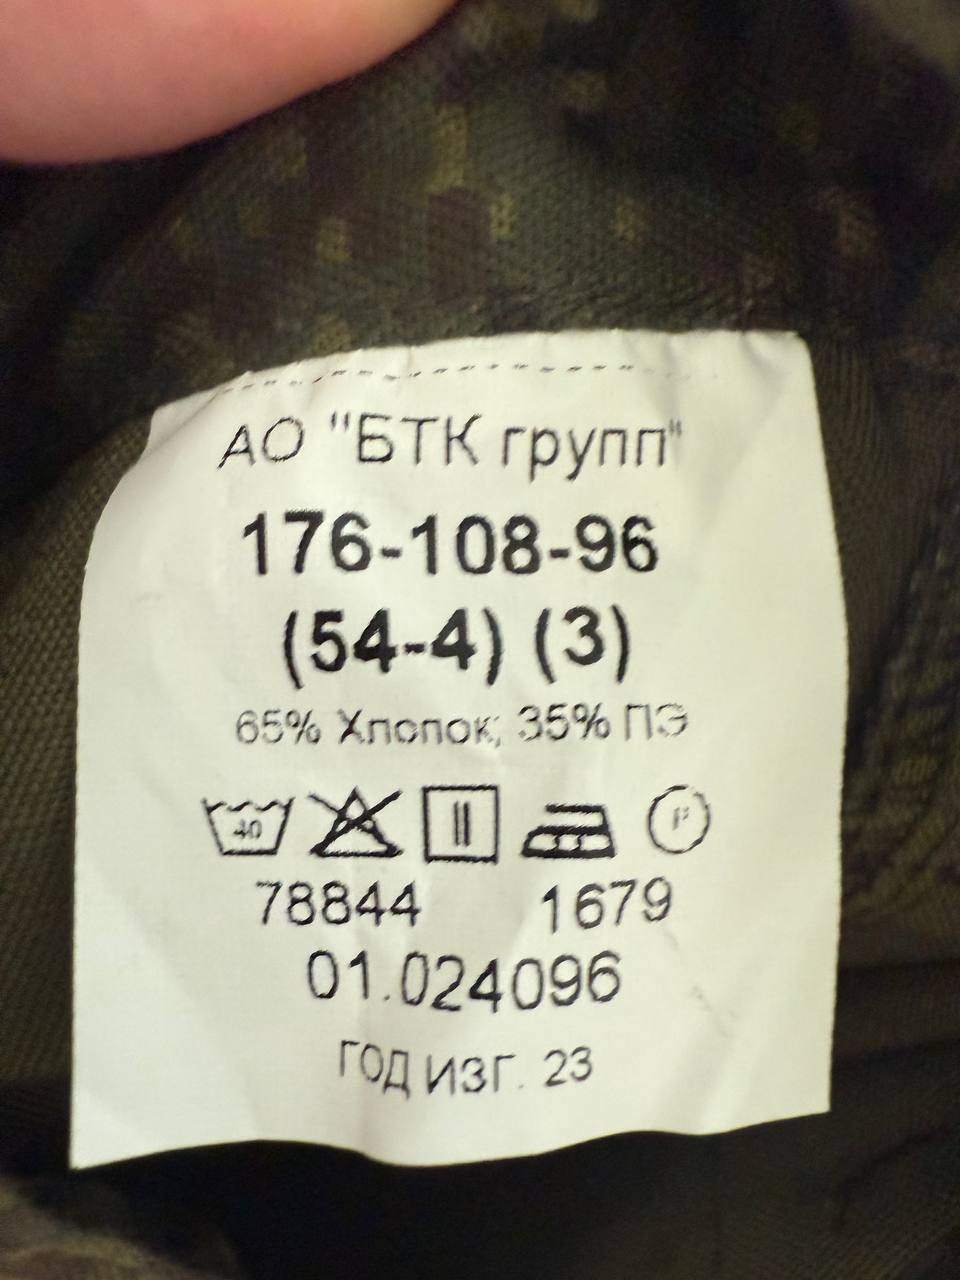 АО "БТК групп"
176-108-96
(54-4) (3)
65% Хлопок; 35% ПЭ
40 P
78844 1679
01.024096
ГОД ИЗГ. 23